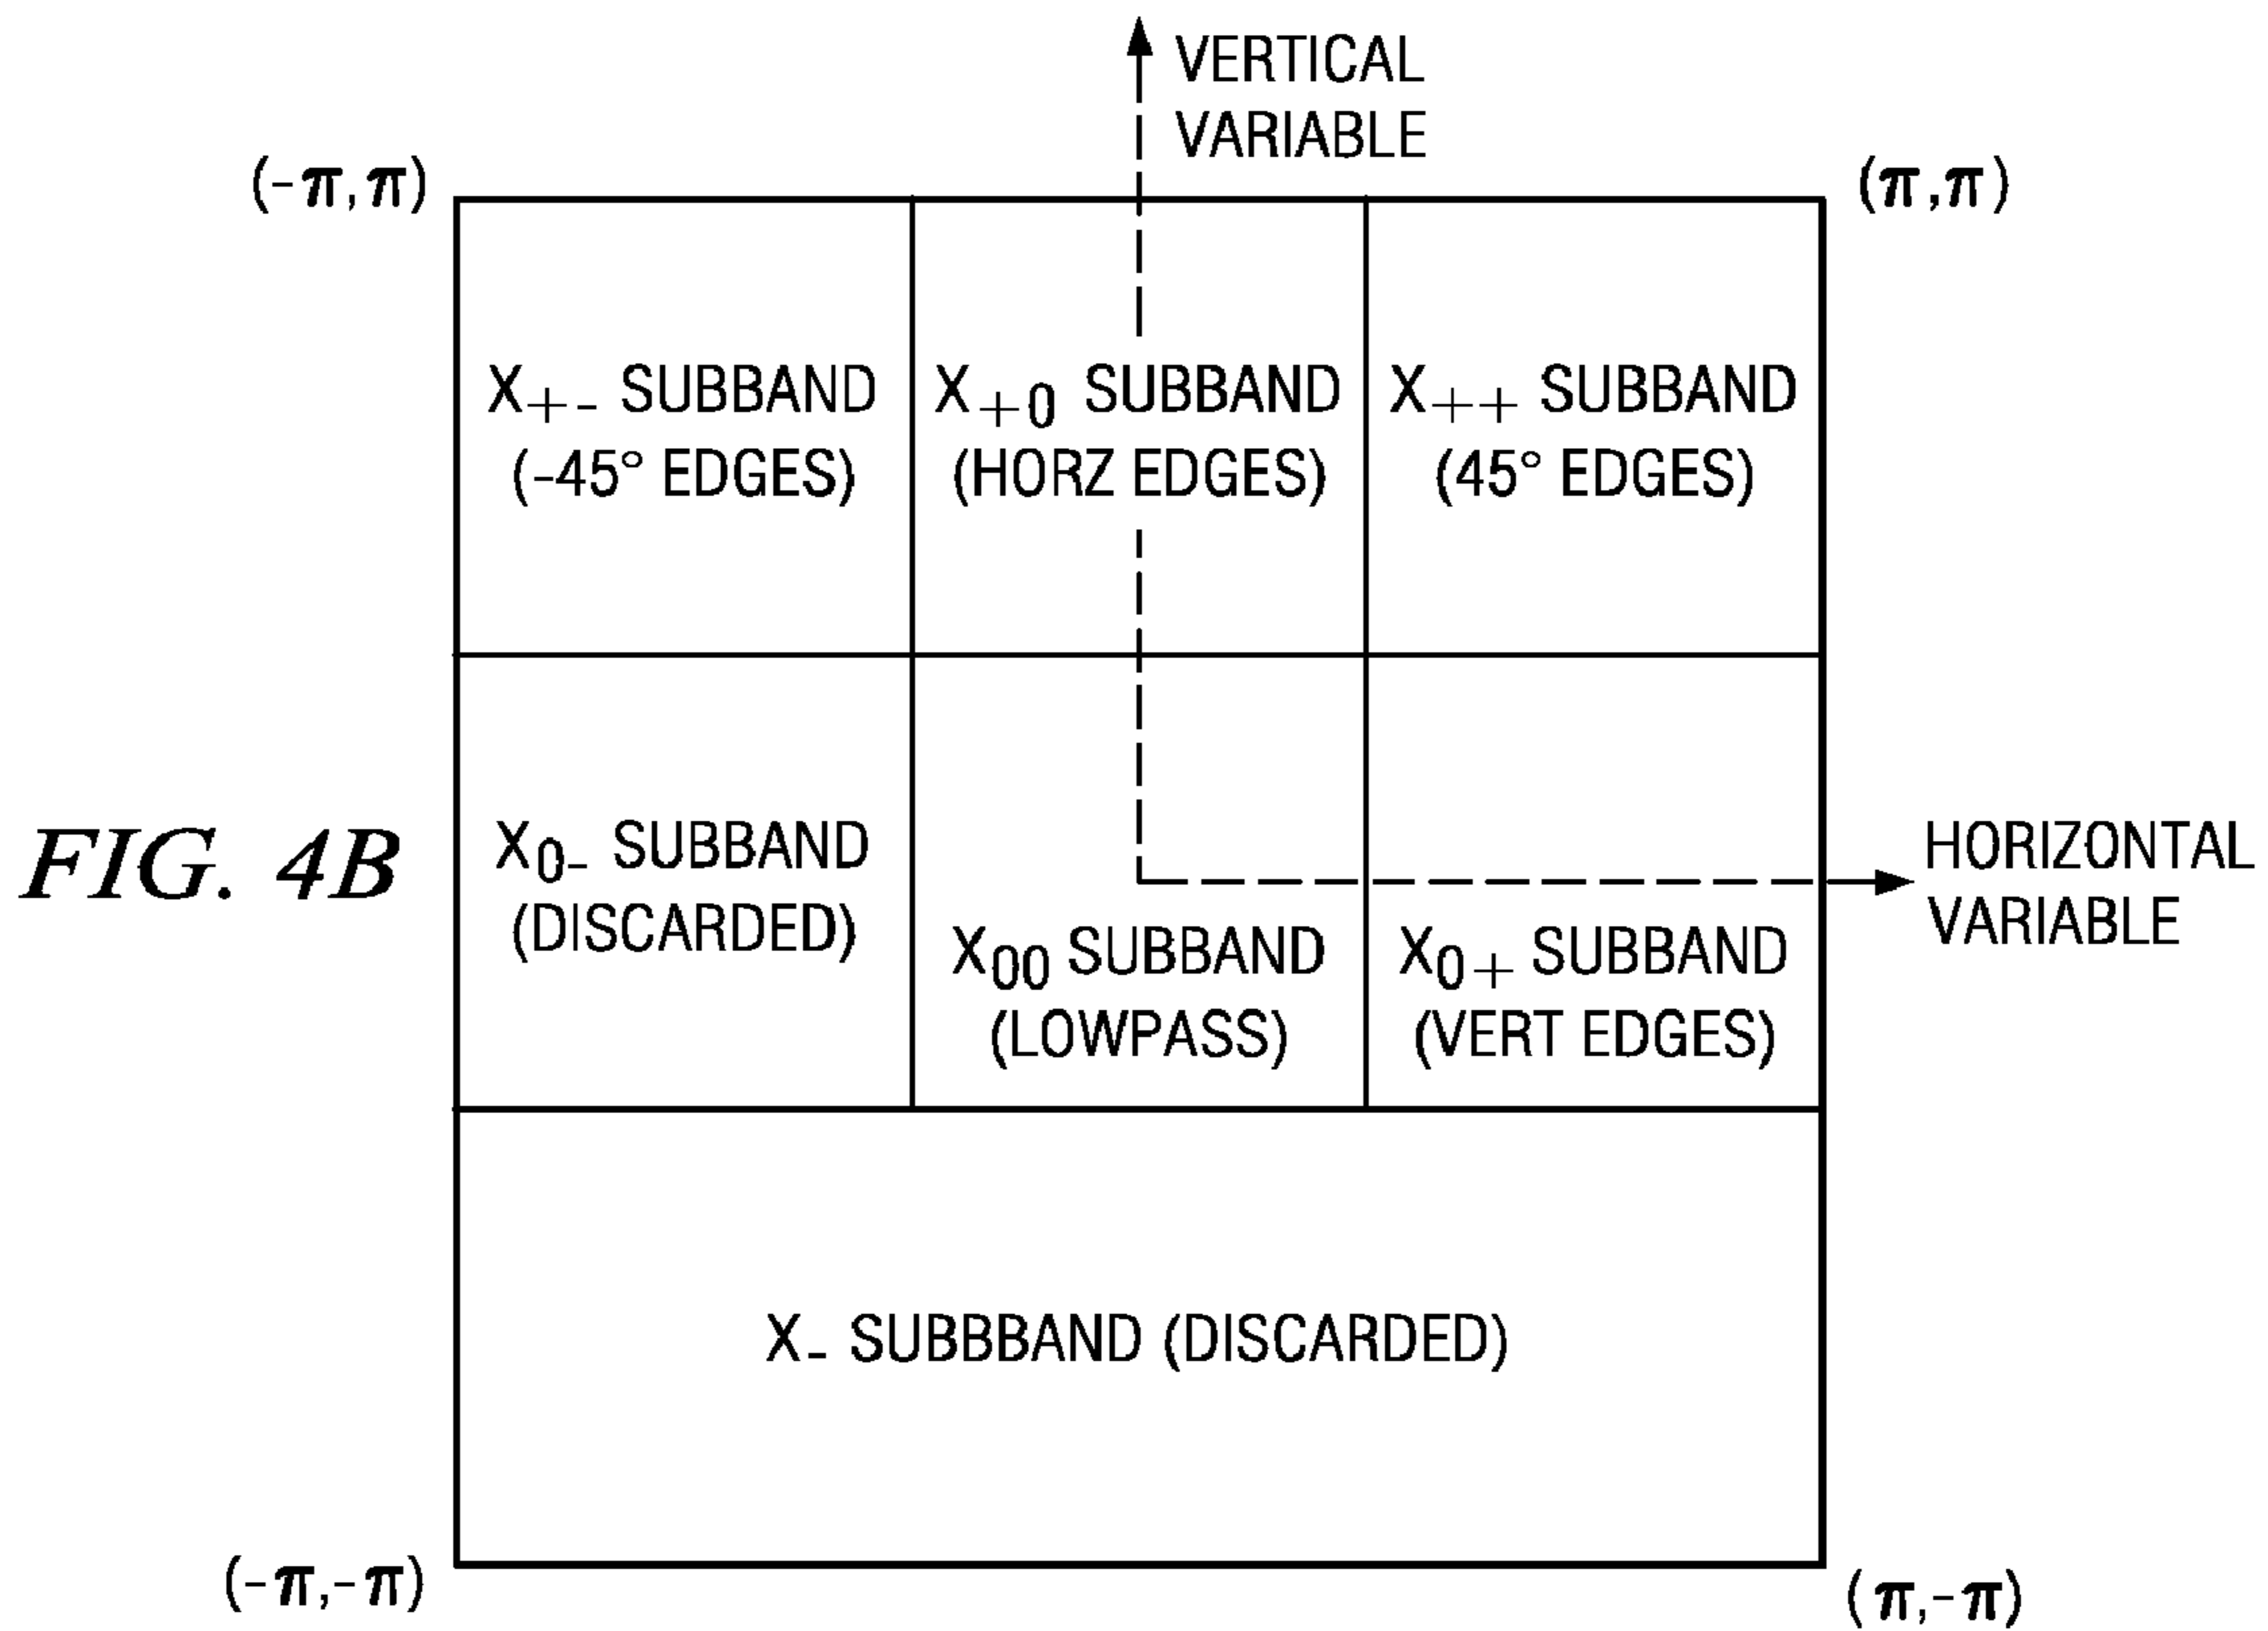 VERTICAL
VARIABLE
(-π,π)
(π,π)
X+- SUBBAND
(-45° EDGES)
X+0 SUBBAND
(HORZ EDGES)
X++ SUBBAND
(45° EDGES)
FIG. 4B
X0- SUBBAND
(DISCARDED)
X00 SUBBAND
(LOWPASS)
X0+ SUBBAND
(VERT EDGES)
HORIZONTAL
VARIABLE
X- SUBBBAND (DISCARDED)
(-π,-π)
(π,-π)